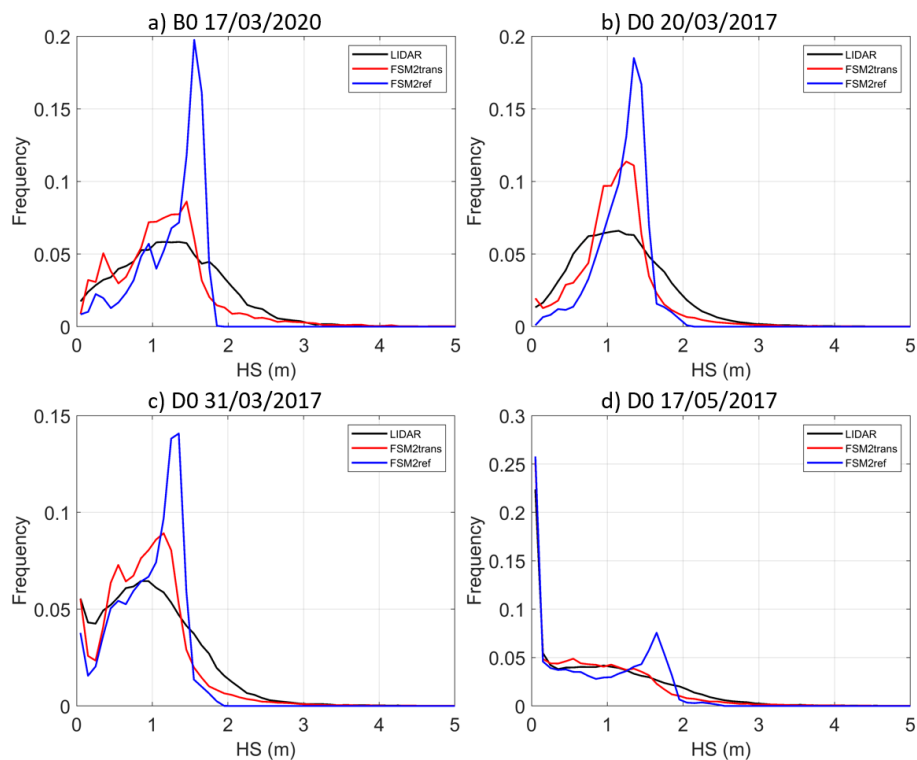 a) B0 17/03/2020
LIDAR
FSM2trans
FSM2ref
0.2
0.15
0.1
0.05
0
Frequency
0 1 2 3 4 5
HS (m)
b) D0 20/03/2017
LIDAR
FSM2trans
FSM2ref
0.2
0.15
0.1
0.05
0
Frequency
0 1 2 3 4 5
HS (m)
c) D0 31/03/2017
LIDAR
FSM2trans
FSM2ref
0.15
0.1
0.05
0
Frequency
0 1 2 3 4 5
HS (m)
d) D0 17/05/2017
LIDAR
FSM2trans
FSM2ref
0.3
0.25
0.2
0.15
0.1
0.05
0
Frequency
0 1 2 3 4 5
HS (m)